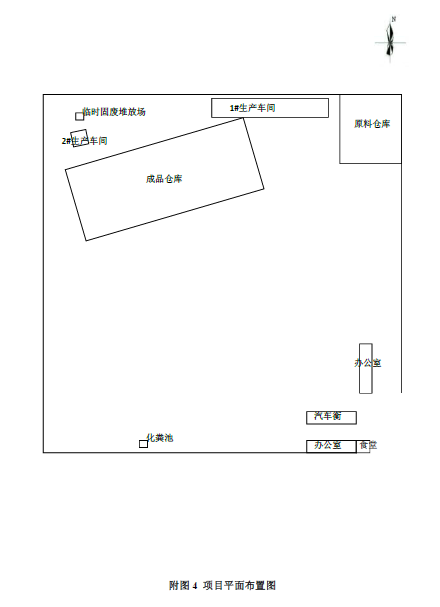 N
临时固废堆放场
1#生产车间
原料仓库
2#生产车间
成品仓库
办公室
汽车衡
化粪池
办公室
食堂
附图 4 项目平面布置图